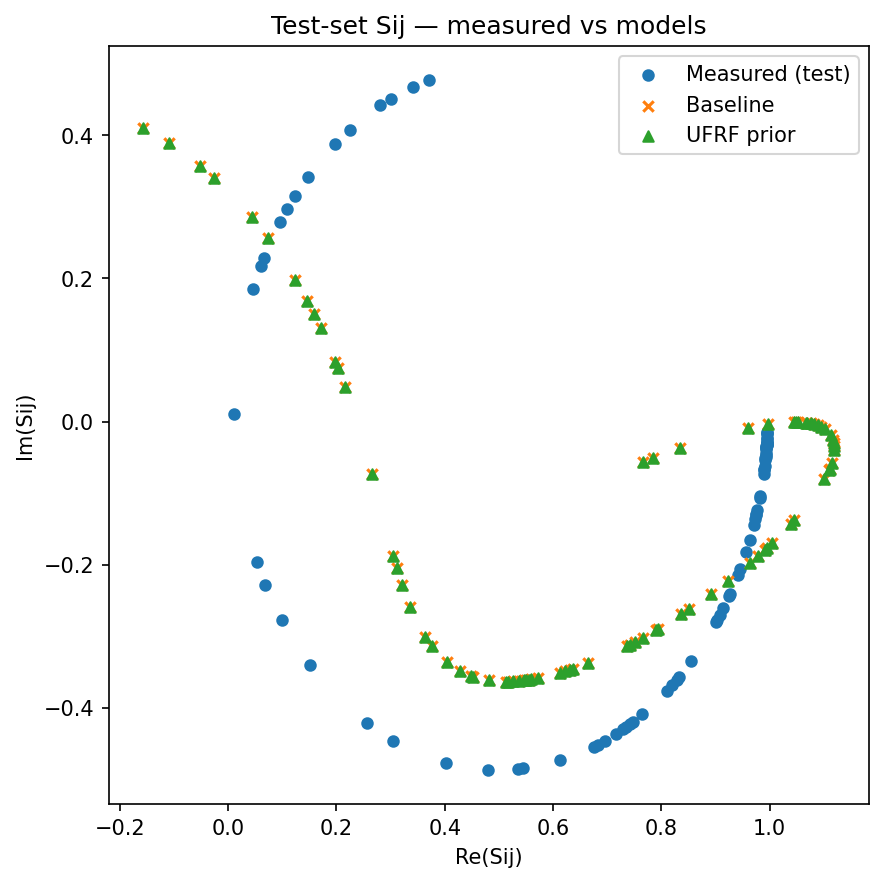 Test-set Sij — measured vs models
Measured (test)
Baseline
UFRF prior
Im(Sij)
0.4
0.2
0.0
−0.2
−0.4
−0.2
0.0
0.2
0.4
0.6
0.8
1.0
Re(Sij)